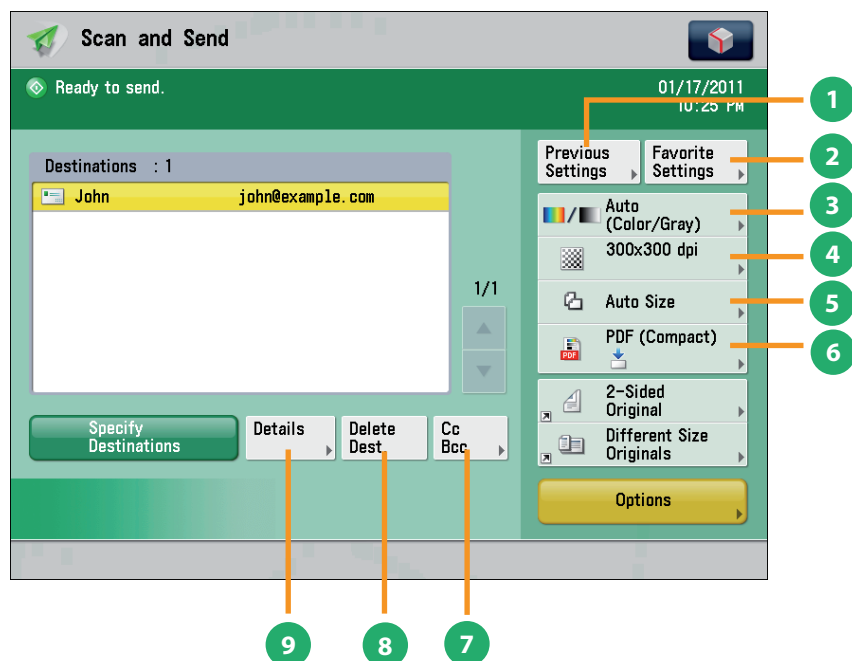 Scan and Send
Ready to send.
01/17/2011
10:25 PM
1
Previous
Settings
Favorite
Settings
2
Destinations : 1
John john@example.com
Auto
(Color/Gray)
3
300x300 dpi
4
1/1
Auto Size
5
PDF (Compact)
PDF
6
2-Sided
Original
Different Size
Originals
Specify
Destinations
Details
Delete
Dest.
Cc
Bcc
Options
9
8
7